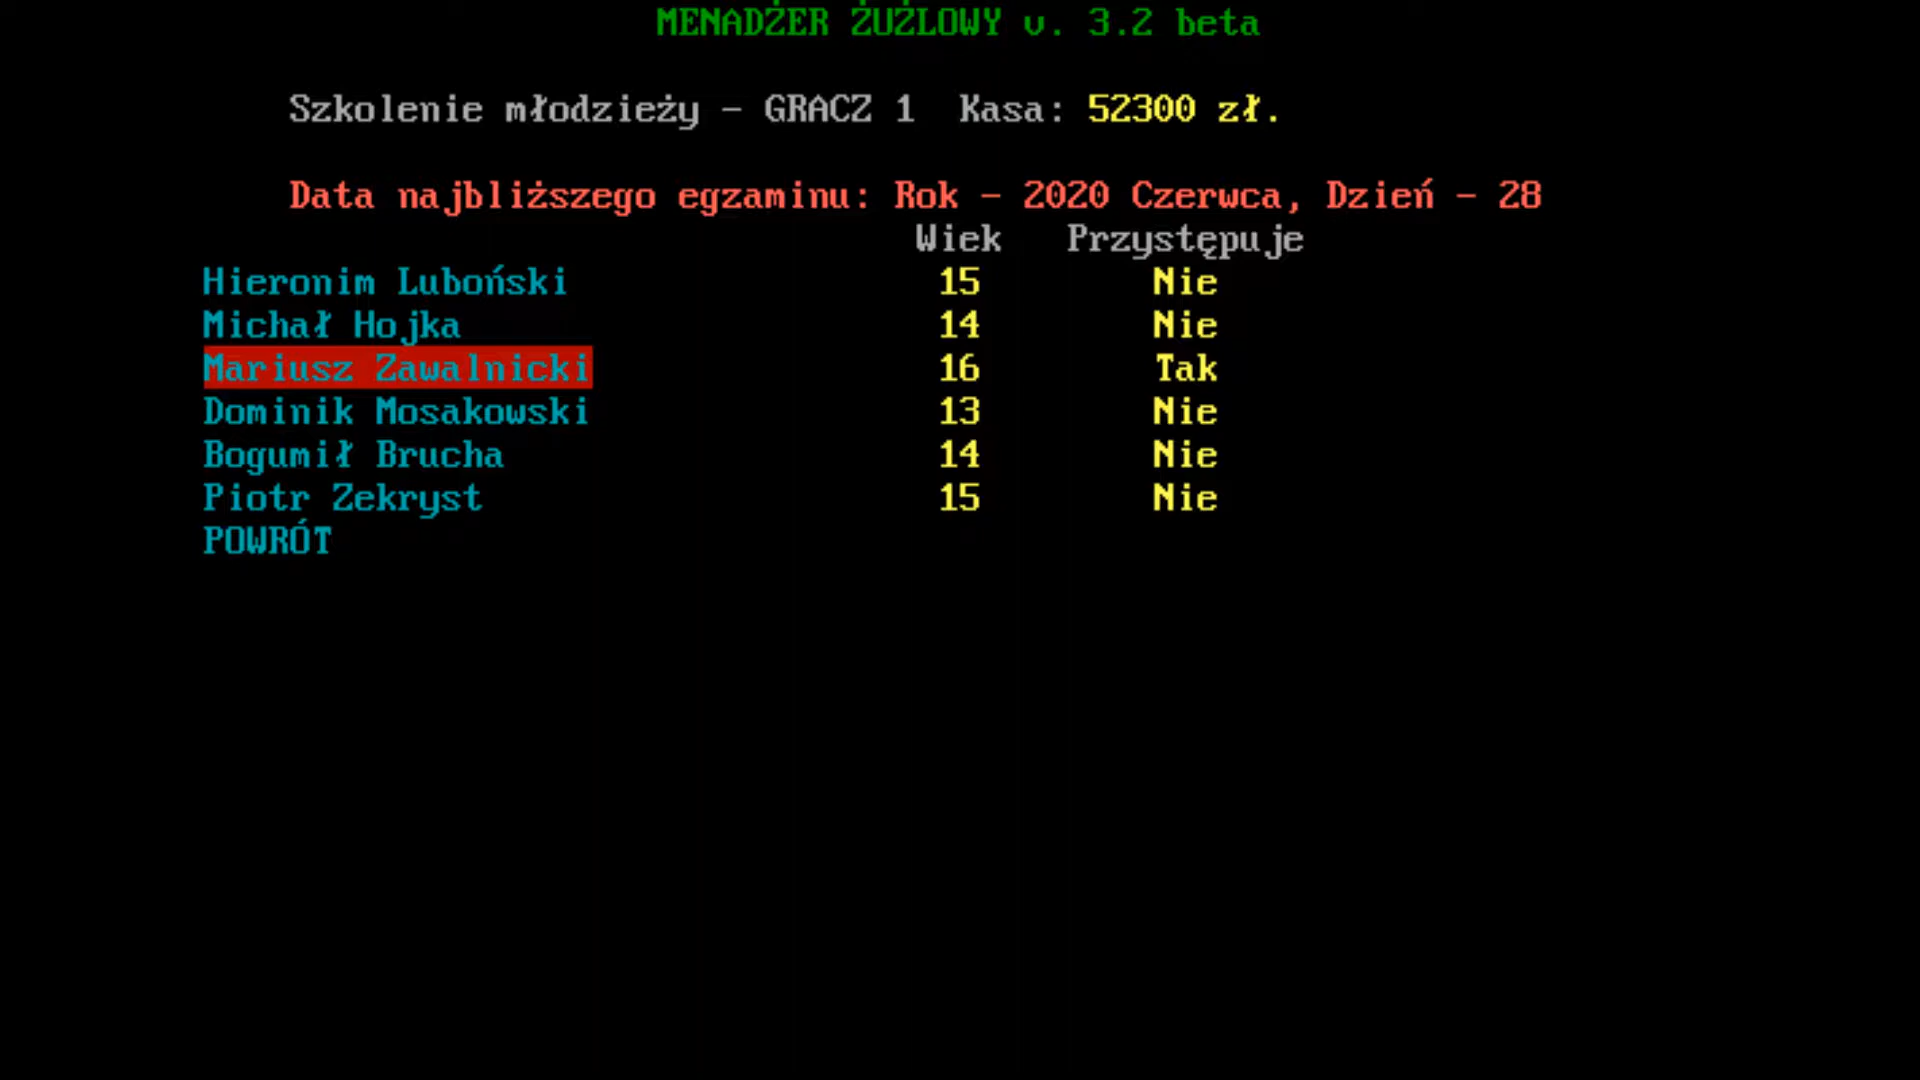 MENADŻER ŻUŻLOWY v. 3.2 beta
Szkolenie młodzieży - GRACZ 1 Kasa: 52300 zł.
Data najbliższego egzaminu: Rok - 2020 Czerwca, Dzień - 28
Wiek Przystępuje
Hieronim Luboński 15 Nie
Michał Hojka 14 Nie
Mariusz Zawalnicki 16 Tak
Dominik Mosakowski 13 Nie
Bogumił Brucha 14 Nie
Piotr Zekryst 15 Nie
POWRÓT